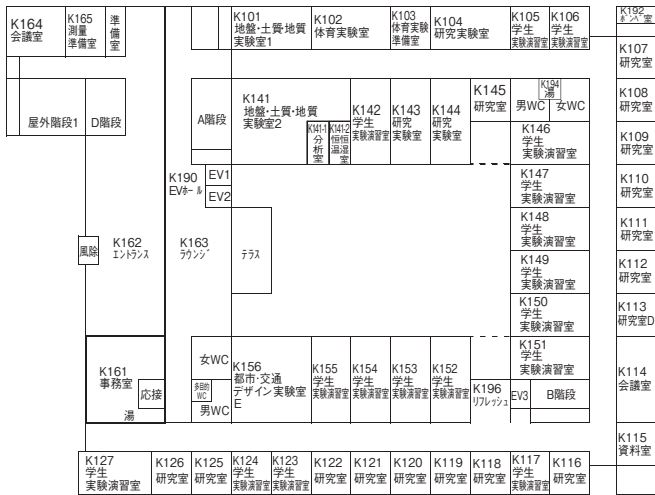 K164
会議室
K165
測量
準備室
準
備
室
K101
地盤・土質・地質
実験室1
K102
体育実験室
K103
体育実験
準備室
K104
研究実験室
K105
学生
実験演習室
K106
学生
実験演習室
K192
ボンベ室
K107
研究室
K108
研究室
K109
研究室
K110
研究室
K111
研究室
K112
研究室
K113
研究室D
K114
会議室
K115
資料室
屋外階段1
D階段
A階段
K141
地盤・土質・地質
実験室2
K141-1
分
析
室
K141-2
恒恒
温湿
室
K142
学生
実験演習室
K143
研究
実験室
K144
研究
実験室
K145
研究室
K194
湯
男WC
女WC
K146
学生
実験演習室
K147
学生
実験演習室
K148
学生
実験演習室
K149
学生
実験演習室
K150
学生
実験演習室
K151
学生
実験演習室
K190
EVホール
EV1
EV2
風除
K162
エントランス
K163
ラウンジ
テラス
K161
事務室
応接
湯
女WC
多目的
WC
男WC
K156
都市・交通
デザイン実験室
E
K155
学生
実験演習室
K154
学生
実験演習室
K153
学生
実験演習室
K152
学生
実験演習室
K196
リフレッシュ
EV3
B階段
K127
学生
実験演習室
K126
研究室
K125
研究室
K124
学生
実験演習室
K123
学生
実験演習室
K122
研究室
K121
研究室
K120
研究室
K119
研究室
K118
研究室
K117
学生
実験演習室
K116
研究室